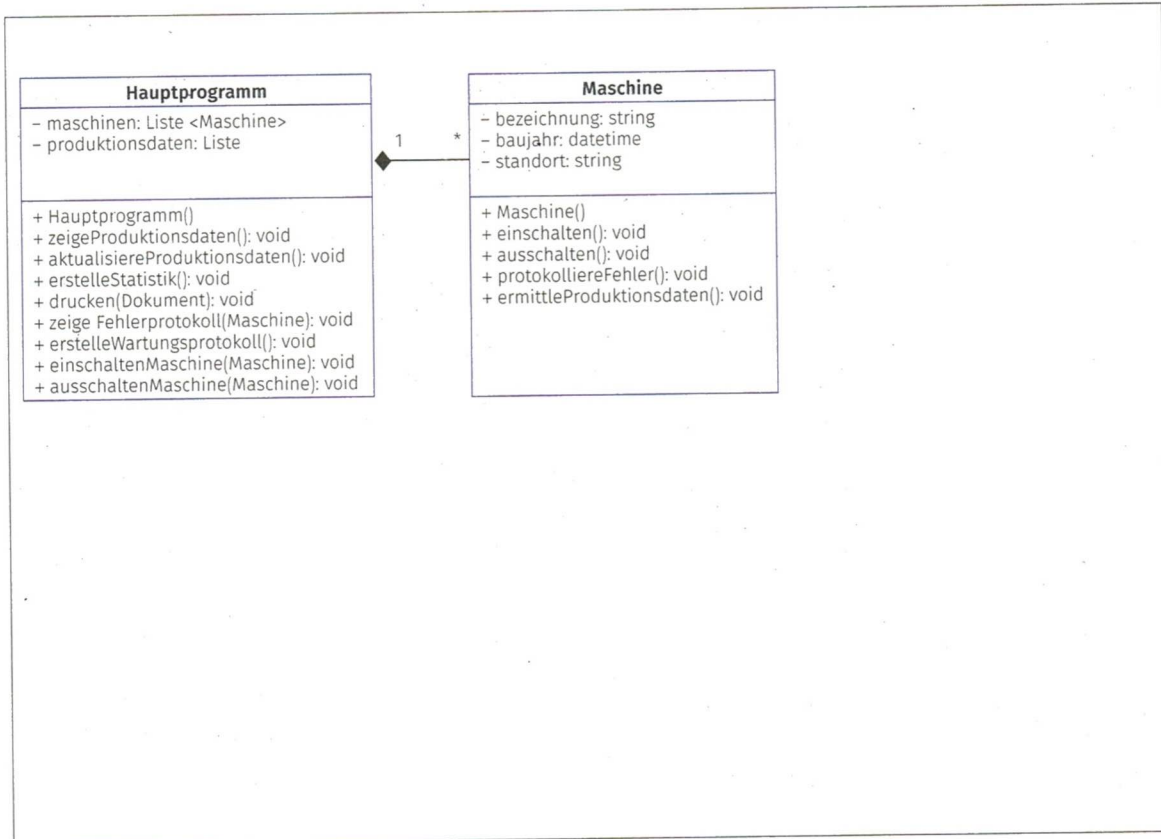 Hauptprogramm
– maschinen: Liste <Maschine>
– produktionsdaten: Liste
+ Hauptprogramm()
+ zeigeProduktionsdaten(): void
+ aktualisiereProduktionsdaten(): void
+ erstelleStatistik(): void
+ drucken(Dokument): void
+ zeige Fehlerprotokoll(Maschine): void
+ erstelleWartungsprotokoll(): void
+ einschaltenMaschine(Maschine): void
+ ausschaltenMaschine(Maschine): void
1 *
Maschine
– bezeichnung: string
– baujahr: datetime
– standort: string
+ Maschine()
+ einschalten(): void
+ ausschalten(): void
+ protokolliereFehler(): void
+ ermittleProduktionsdaten(): void